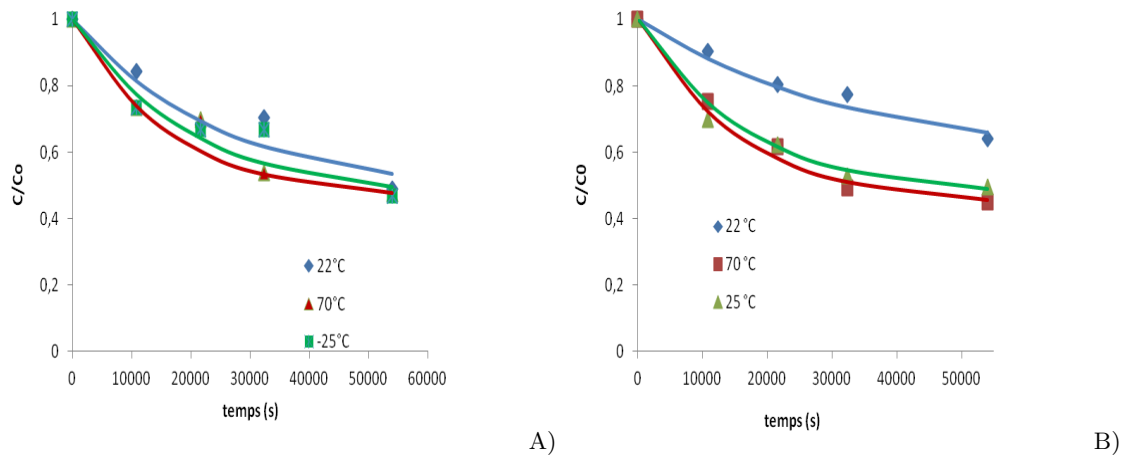 1
0,8
0,6
0,4
0,2
0
C/Co
0 10000 20000 30000 40000 50000 60000
temps (s)
22°C
70°C
-25°C
A)
1
0,8
0,6
0,4
0,2
0
C/C0
0 10000 20000 30000 40000 50000
temps (s)
22 °C
70 °C
25 °C
B)